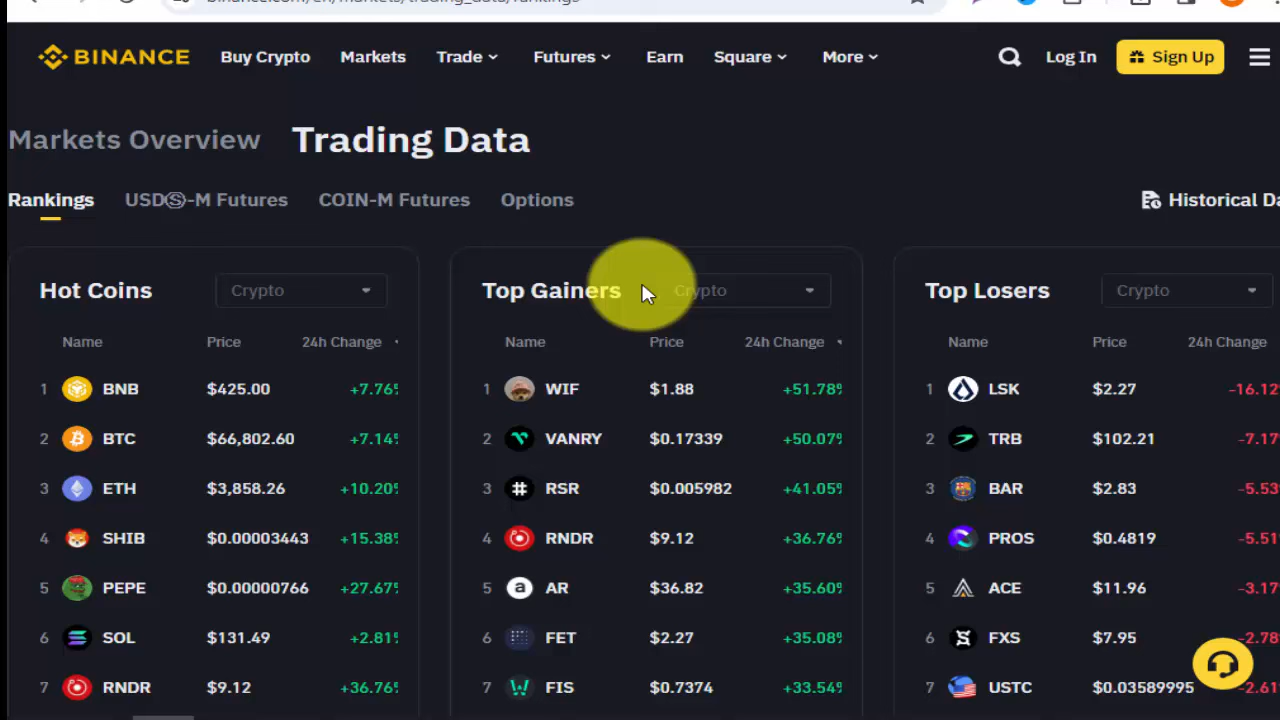 BINANCE Buy Crypto Markets Trade Futures Earn Square More Log In Sign Up
Markets Overview Trading Data
Rankings USDⓈ-M Futures COIN-M Futures Options Historical Da
Hot Coins Crypto
Name Price 24h Change
1 BNB $425.00 +7.76%
2 BTC $66,802.60 +7.14%
3 ETH $3,858.26 +10.20%
4 SHIB $0.00003443 +15.38%
5 PEPE $0.00000766 +27.67%
6 SOL $131.49 +2.81%
7 RNDR $9.12 +36.76%
Top Gainers Crypto
Name Price 24h Change
1 WIF $1.88 +51.78%
2 VANRY $0.17339 +50.07%
3 RSR $0.005982 +41.05%
4 RNDR $9.12 +36.76%
5 AR $36.82 +35.60%
6 FET $2.27 +35.08%
7 FIS $0.7374 +33.54%
Top Losers Crypto
Name Price 24h Change
1 LSK $2.27 -16.12
2 TRB $102.21 -7.17
3 BAR $2.83 -5.53
4 PROS $0.4819 -5.51
5 ACE $11.96 -3.17
6 FXS $7.95 -2.78
7 USTC $0.03589995 -2.61